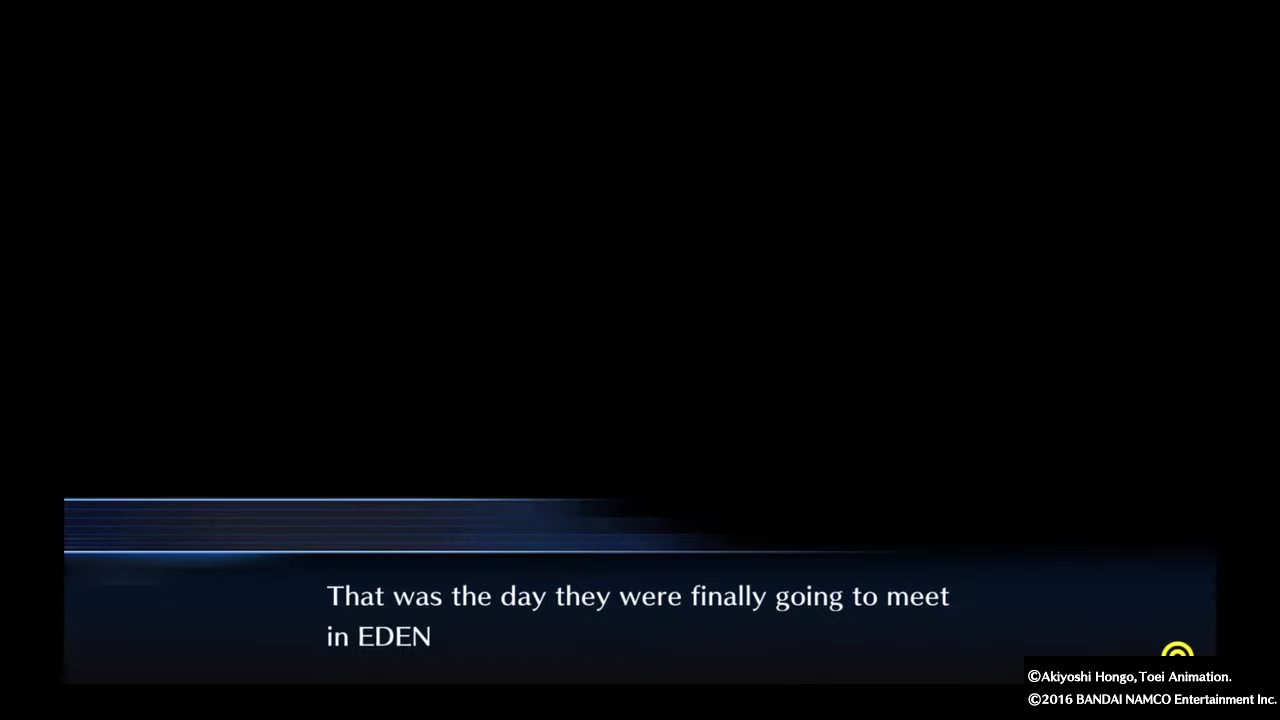 That was the day they were finally going to meet
in EDEN
©Akiyoshi Hongo, Toei Animation.
©2016 BANDAI NAMCO Entertainment Inc.